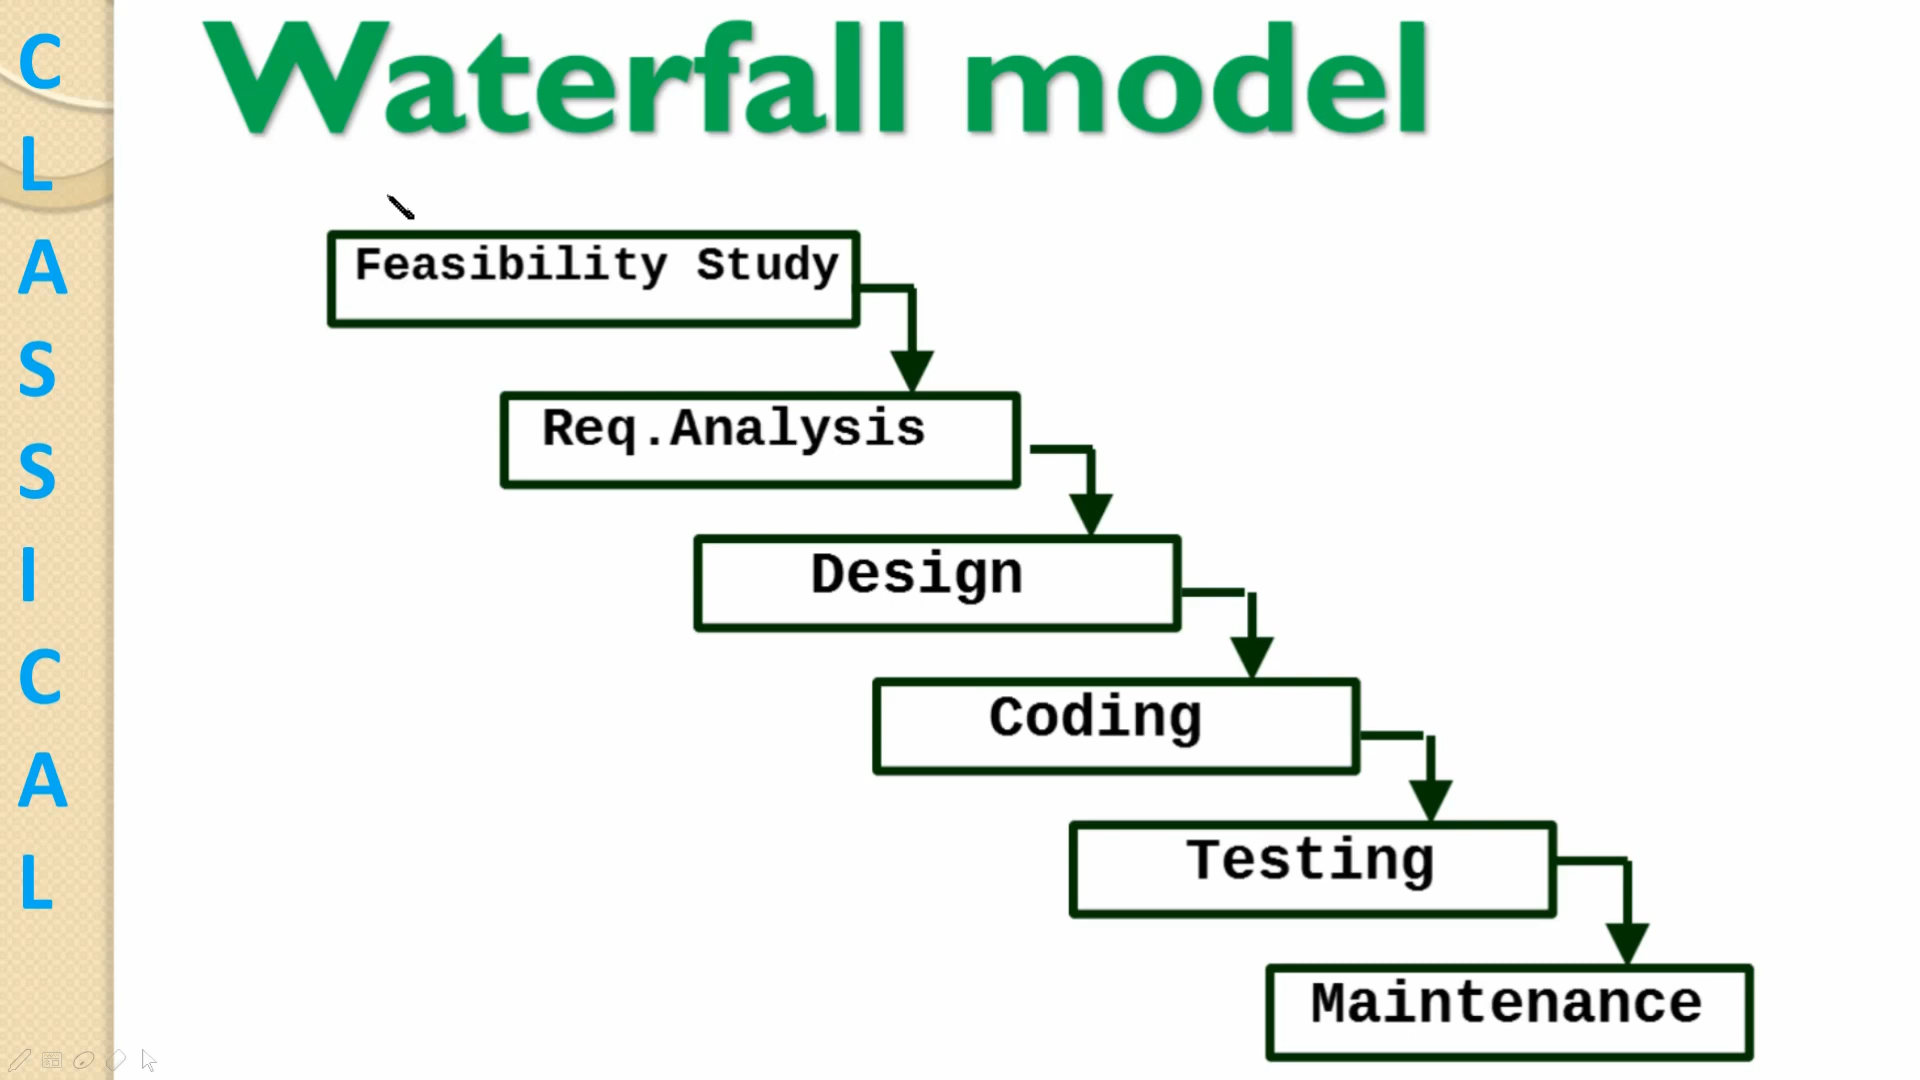 Waterfall model
C
L
A
S
S
I
C
A
L
Feasibility Study
Req.Analysis
Design
Coding
Testing
Maintenance